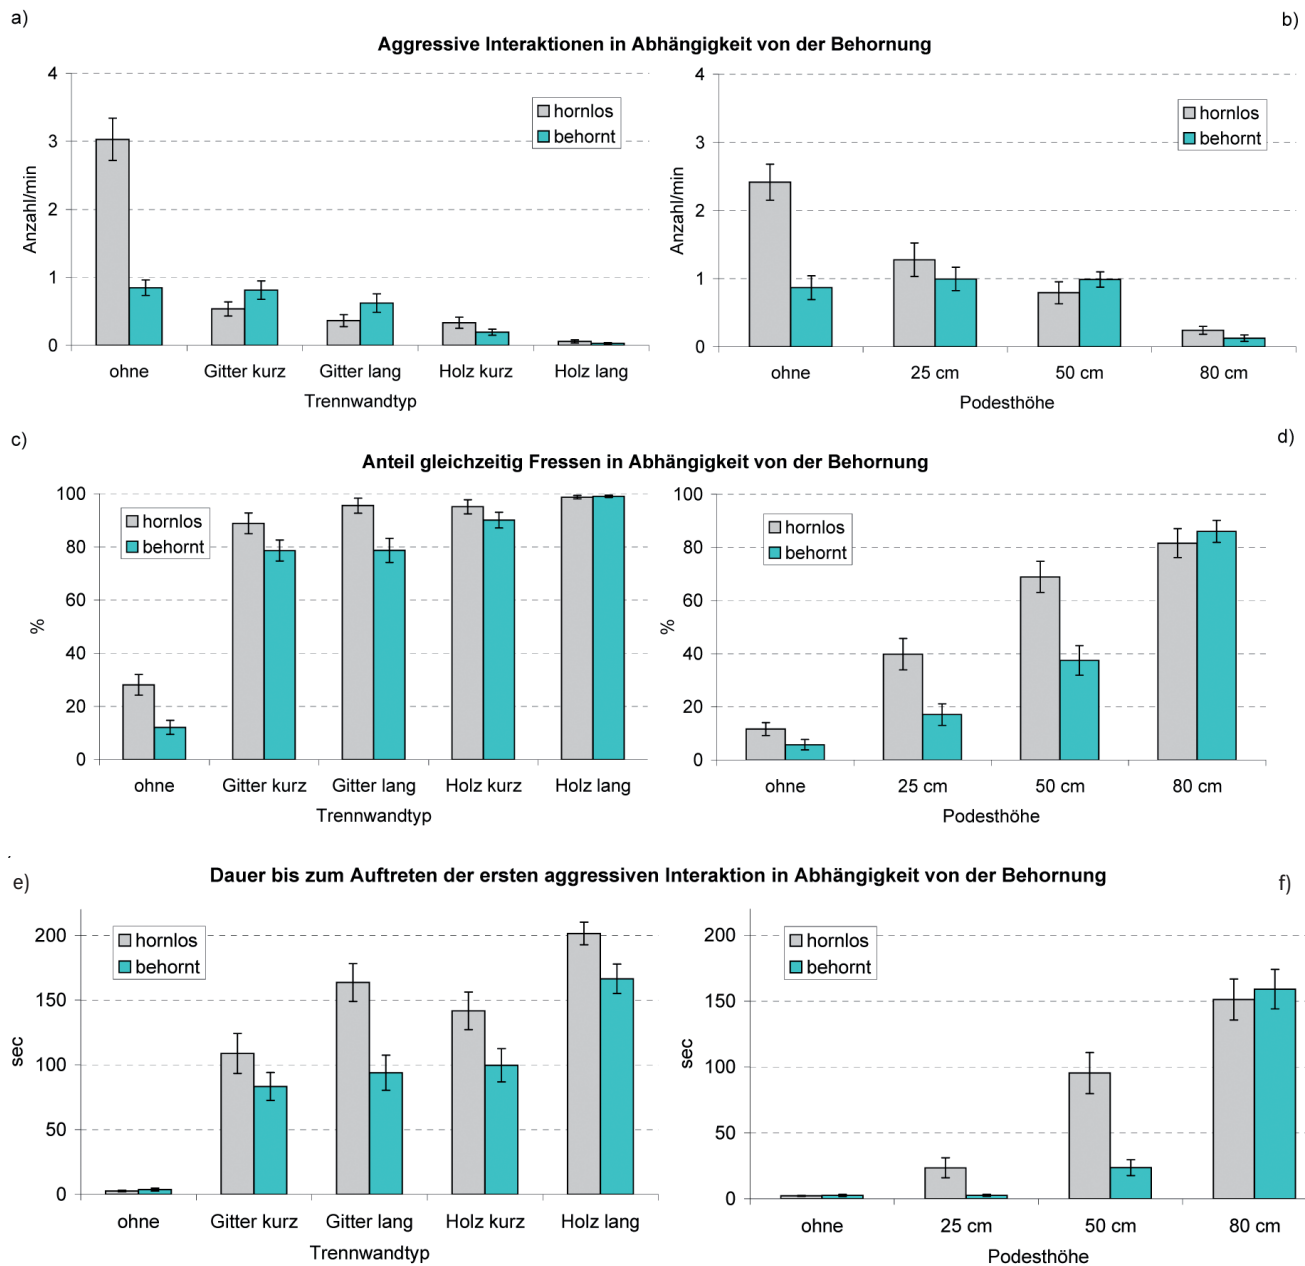 a)
b)
Aggressive Interaktionen in Abhängigkeit von der Behornung
4
3
2
1
0
Anzahl/min
hornlos
behornt
ohne
Gitter kurz
Gitter lang
Holz kurz
Holz lang
Trennwandtyp
4
3
2
1
0
Anzahl/min
hornlos
behornt
ohne
25 cm
50 cm
80 cm
Podesthöhe
c)
d)
Anteil gleichzeitig Fressen in Abhängigkeit von der Behornung
100
80
60
40
20
0
%
hornlos
behornt
ohne
Gitter kurz
Gitter lang
Holz kurz
Holz lang
Trennwandtyp
100
80
60
40
20
0
%
hornlos
behornt
ohne
25 cm
50 cm
80 cm
Podesthöhe
e)
f)
Dauer bis zum Auftreten der ersten aggressiven Interaktion in Abhängigkeit von der Behornung
200
150
100
50
0
sec
hornlos
behornt
ohne
Gitter kurz
Gitter lang
Holz kurz
Holz lang
Trennwandtyp
200
150
100
50
0
sec
hornlos
behornt
ohne
25 cm
50 cm
80 cm
Podesthöhe